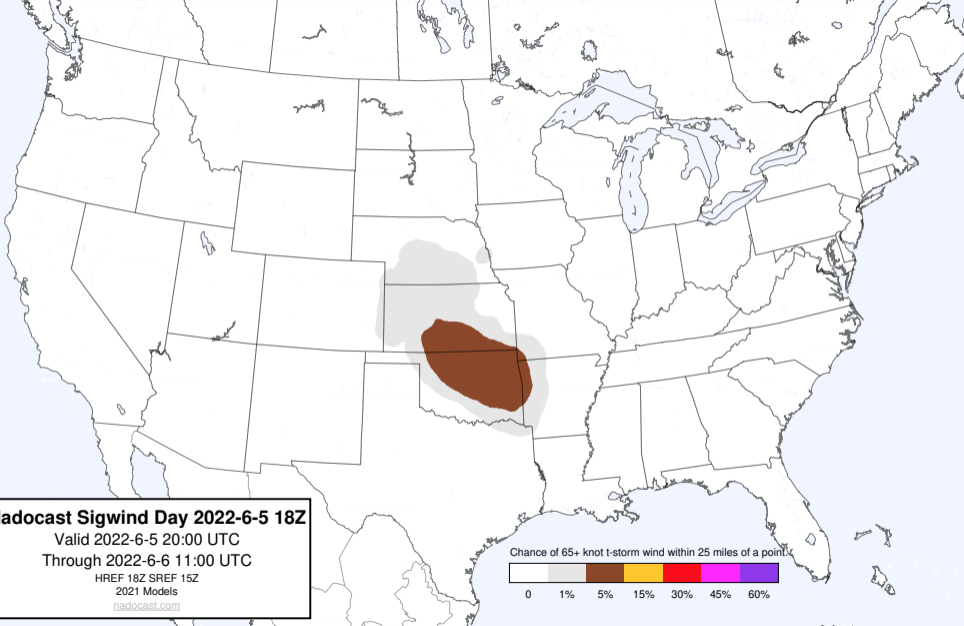 adocast Sigwind Day 2022-6-5 18Z
Valid 2022-6-5 20:00 UTC
Through 2022-6-6 11:00 UTC
HREF 18Z SREF 15Z
2021 Models
nadocast.com
Chance of 65+ knot t-storm wind within 25 miles of a point.
0 1% 5% 15% 30% 45% 60%